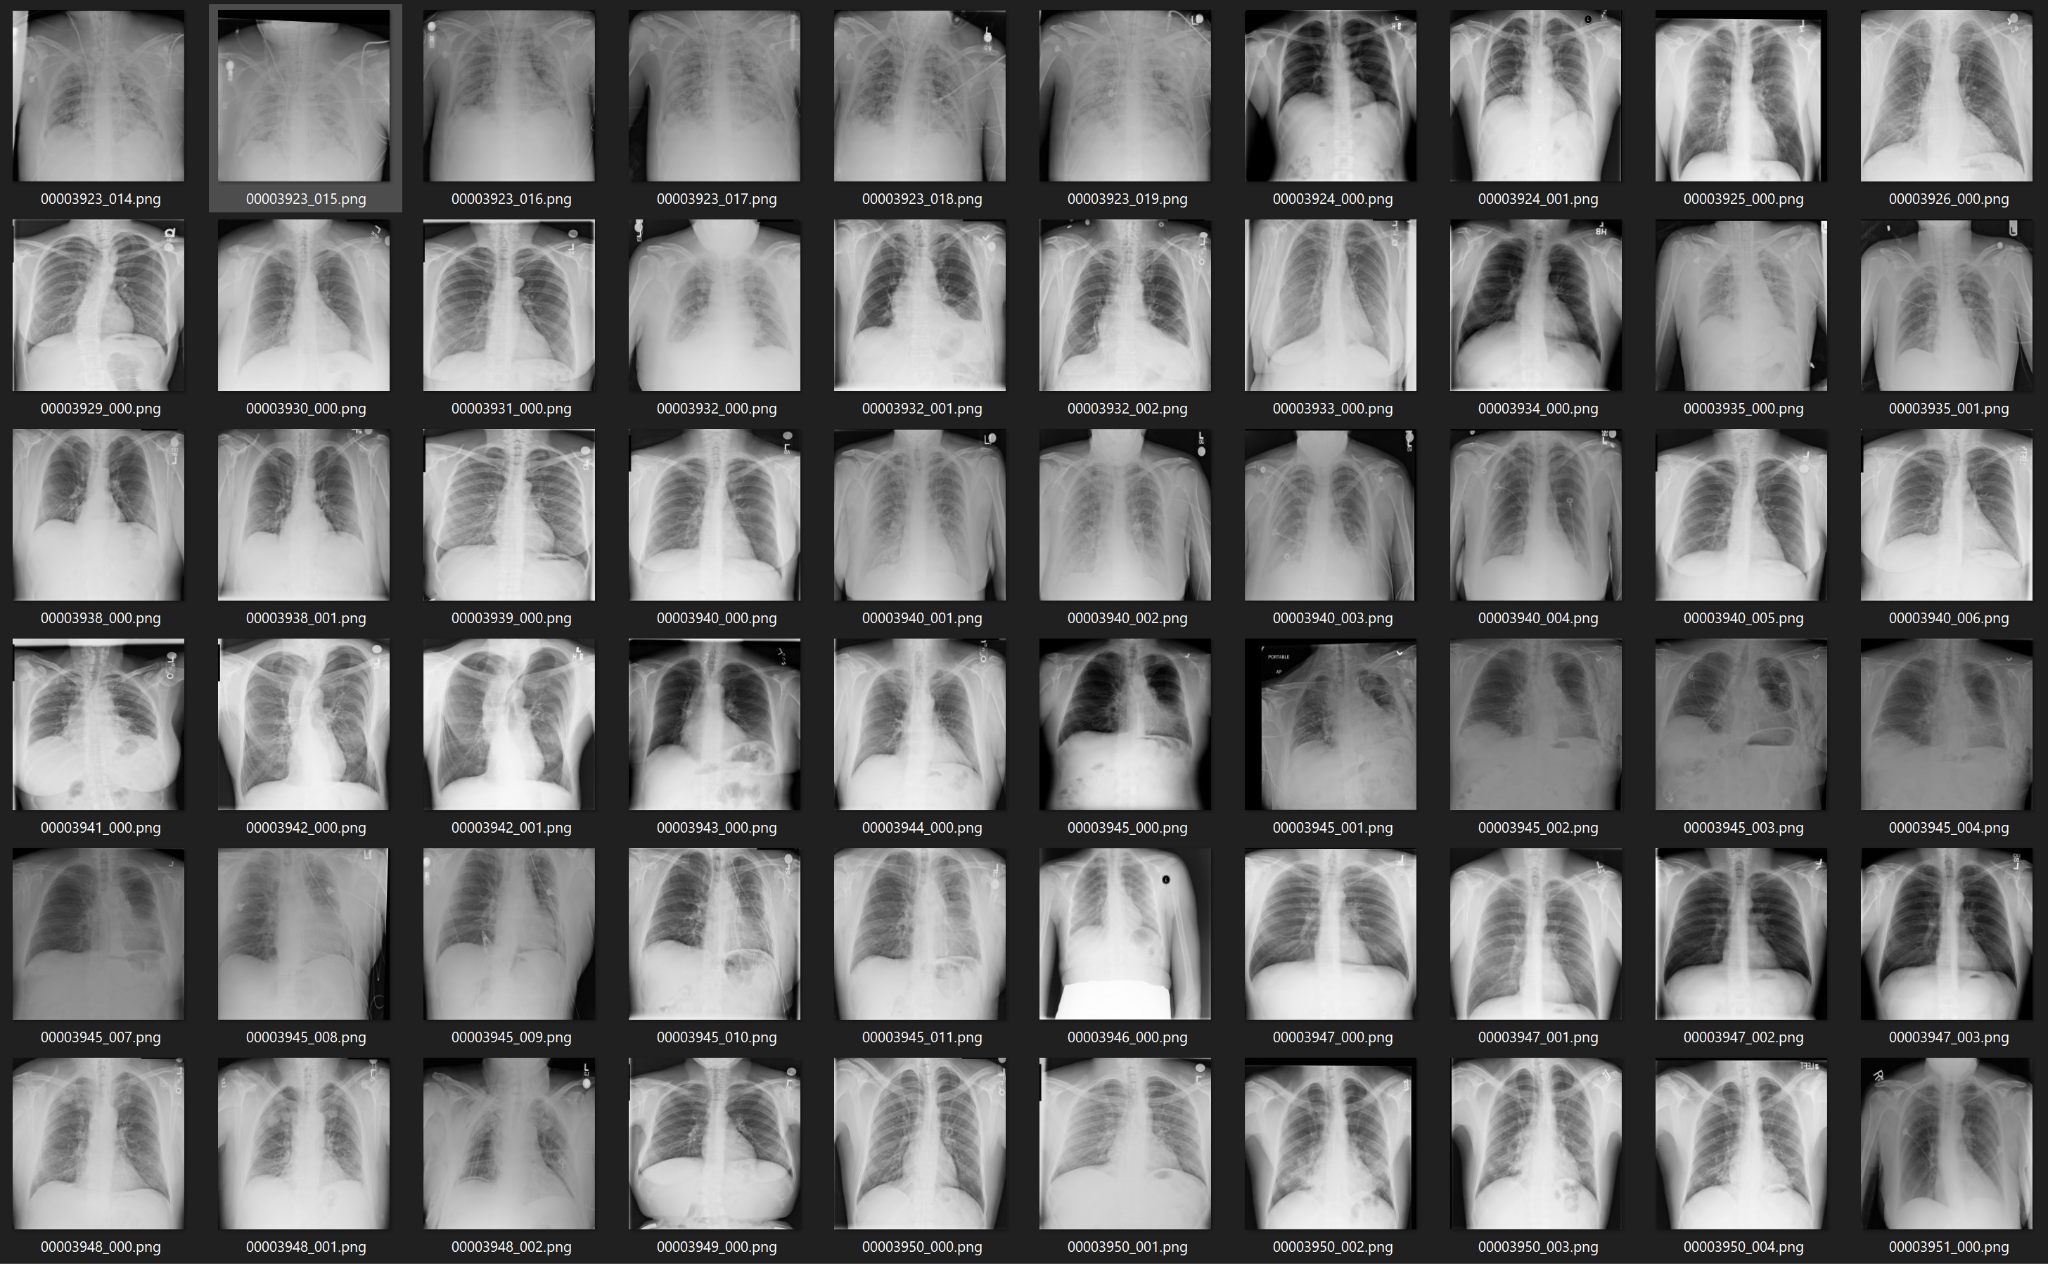 00003923_014.png 00003923_015.png 00003923_016.png 00003923_017.png 00003923_018.png 00003923_019.png 00003924_000.png 00003924_001.png 00003925_000.png 00003926_000.png
00003929_000.png 00003930_000.png 00003931_000.png 00003932_000.png 00003932_001.png 00003932_002.png 00003933_000.png 00003934_000.png 00003935_000.png 00003935_001.png
00003938_000.png 00003938_001.png 00003939_000.png 00003940_000.png 00003940_001.png 00003940_002.png 00003940_003.png 00003940_004.png 00003940_005.png 00003940_006.png
PORTABLE
AP
00003941_000.png 00003942_000.png 00003942_001.png 00003943_000.png 00003944_000.png 00003945_000.png 00003945_001.png 00003945_002.png 00003945_003.png 00003945_004.png
00003945_007.png 00003945_008.png 00003945_009.png 00003945_010.png 00003945_011.png 00003946_000.png 00003947_000.png 00003947_001.png 00003947_002.png 00003947_003.png
00003948_000.png 00003948_001.png 00003948_002.png 00003949_000.png 00003950_000.png 00003950_001.png 00003950_002.png 00003950_003.png 00003950_004.png 00003951_000.png